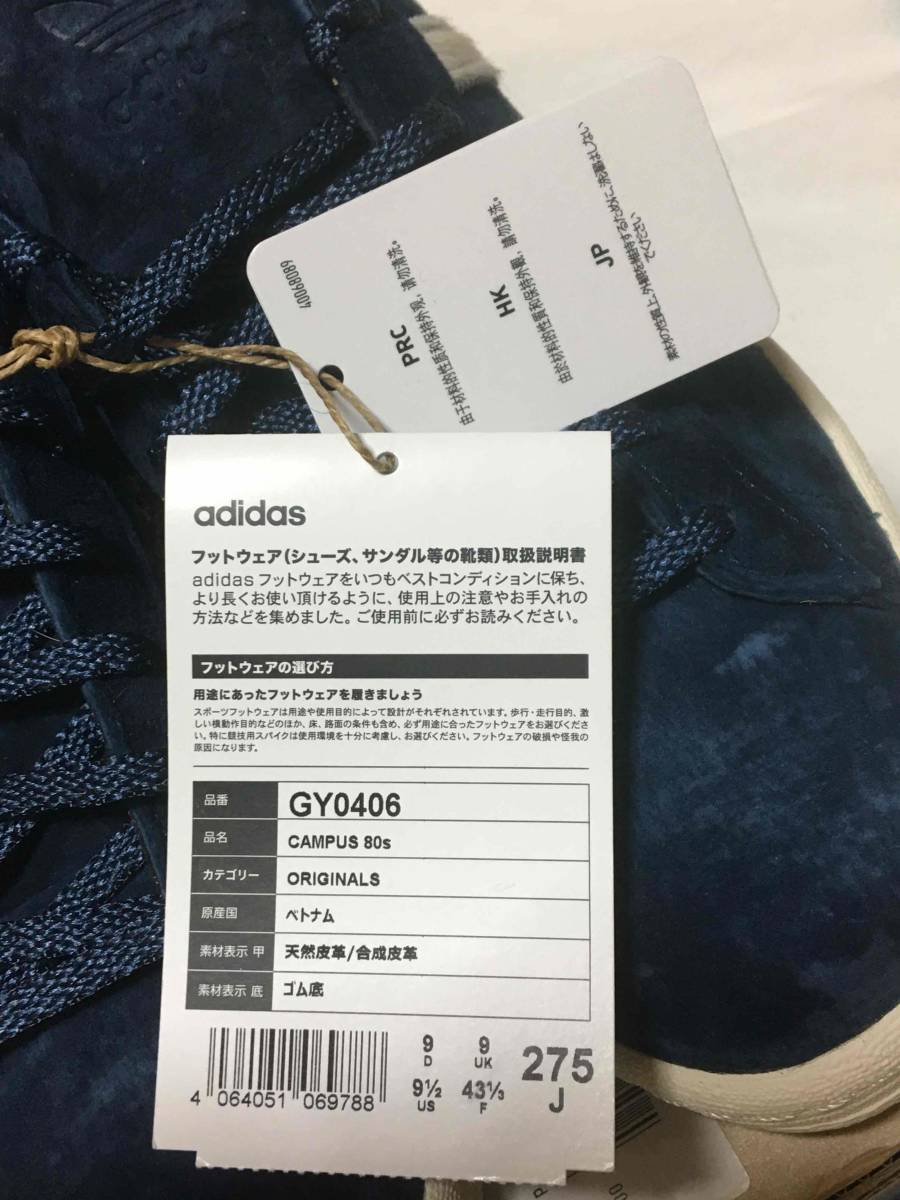 40068089
PRC
由于材料的性质和保持外观，请勿清洗。
HK
由於材料的性質和保持外觀，請勿清洗。
JP
素材の性質上、外観を維持するために洗濯はしない
でください
adidas
フットウェア(シューズ、サンダル等の靴類)取扱説明書
adidas フットウェアをいつもベストコンディションに保ち、
より長くお使い頂けるように、使用上の注意やお手入れの
方法などを集めました。ご使用前に必ずお読みください。
フットウェアの選び方
用途にあったフットウェアを履きましょう
スポーツフットウェアは用途や使用目的によって設計がそれぞれされています。歩行・走行目的、激
しい横動作目的などのほか、床、路面の条件も含め、必ず用途に合ったフットウェアをお選びくださ
い。特に競技用スパイクは使用環境を十分に考慮し、お選びください。フットウェアの破損や怪我の
原因になります。
品番 GY0406
品名 CAMPUS 80s
カテゴリー ORIGINALS
原産国 ベトナム
素材表示 甲 天然皮革/合成皮革
素材表示 底 ゴム底
9 9 275
D UK J
9½ 43⅓
US F
4 064051 069788